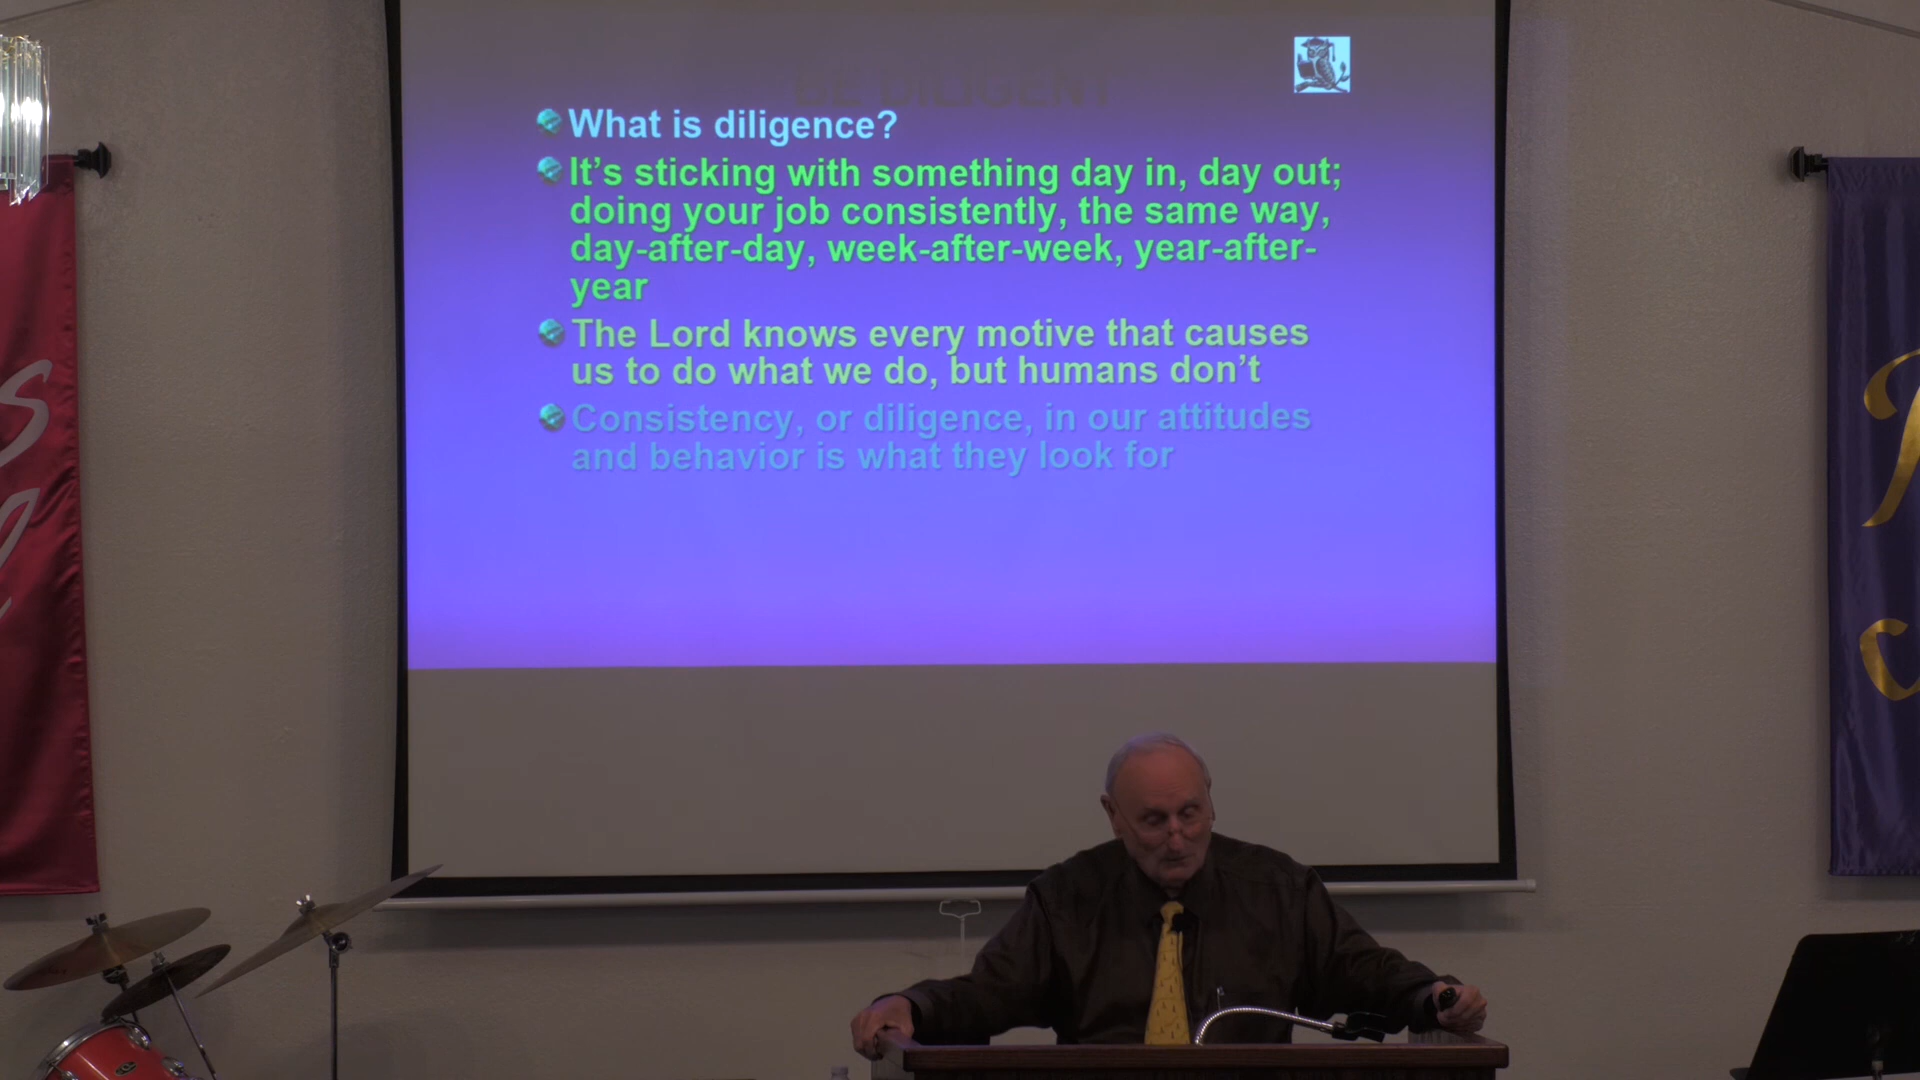 BE DILIGENT
What is diligence?
It’s sticking with something day in, day out;
doing your job consistently, the same way,
day-after-day, week-after-week, year-after-
year
The Lord knows every motive that causes
us to do what we do, but humans don’t
Consistency, or diligence, in our attitudes
and behavior is what they look for